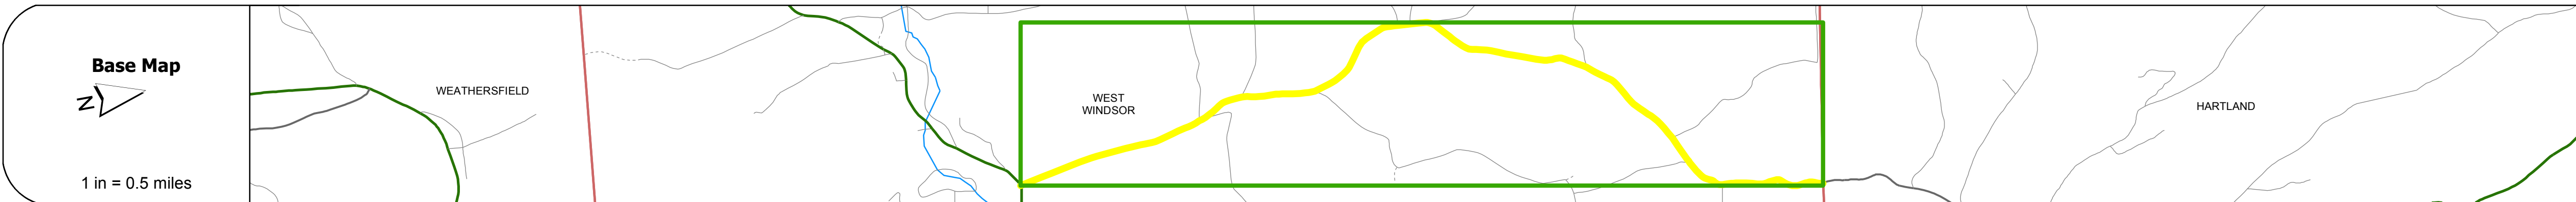 Base Map
N
1 in = 0.5 miles
WEATHERSFIELD
WEST
WINDSOR
HARTLAND